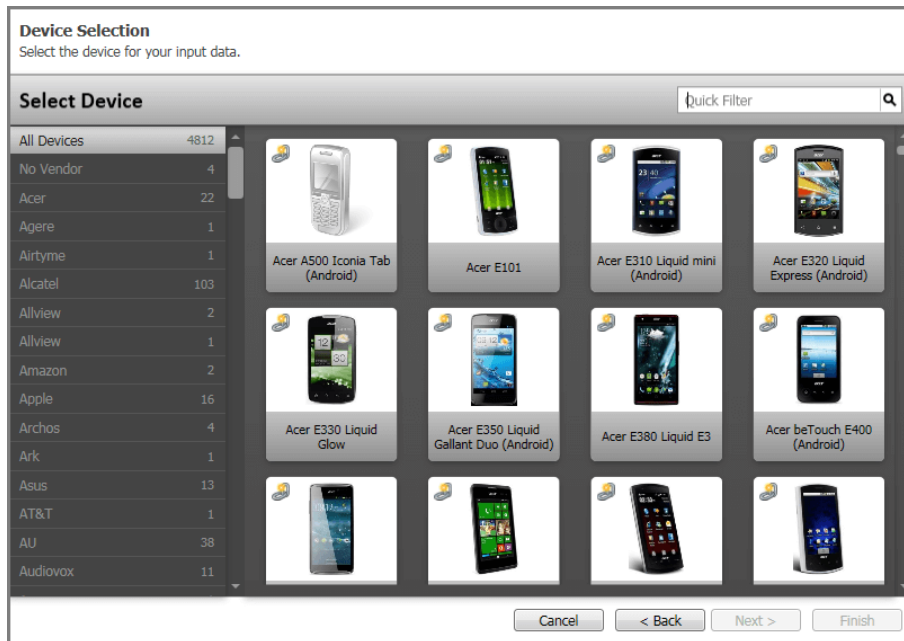 Device Selection
Select the device for your input data.
Select Device
Quick Filter
All Devices 4812
No Vendor 4
Acer 22
Agere 1
Airtyme 1
Alcatel 103
Allview 2
Allview 1
Amazon 2
Apple 16
Archos 4
Ark 1
Asus 13
AT&T 1
AU 38
Audiovox 11
Acer A500 Iconia Tab
(Android)
Acer E101
Acer E310 Liquid mini
(Android)
Acer E320 Liquid
Express (Android)
Acer E330 Liquid
Glow
Acer E350 Liquid
Gallant Duo (Android)
Acer E380 Liquid E3
Acer beTouch E400
(Android)
Cancel
< Back
Next >
Finish